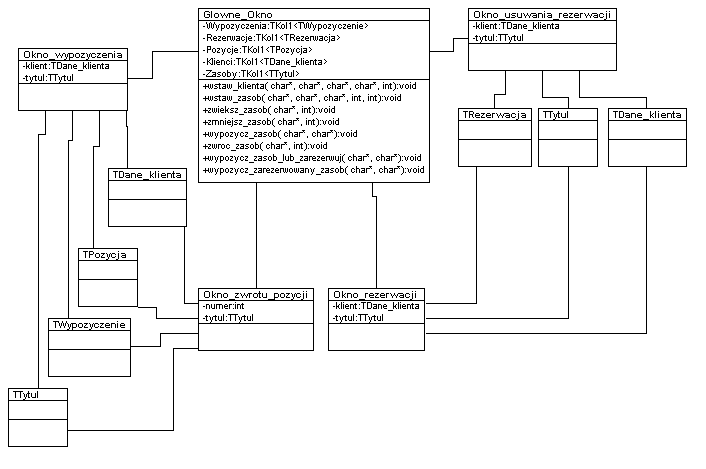 Glowne_Okno
-Wypozyczenia:TKol1<TWypozyczenie>
-Rezerwacje:TKol1<TRezerwacja>
-Pozycje:TKol1<TPozycja>
-Klienci:TKol1<TDane_klienta>
-Zasoby:TKol1<TTytul>
+wstaw_klienta( char*, char*, char*, char*, int):void
+wstaw_zasob( char*, char*, char*, int, int):void
+zwieksz_zasob( char*, int):void
+zmniejsz_zasob( char*, int):void
+wypozycz_zasob( char*, char*):void
+zwroc_zasob( char*, int):void
+wypozycz_zasob_lub_zarezerwuj( char*, char*):void
+wypozycz_zarezerwowany_zasob( char*, char*):void
Okno_usuwania_rezerwacji
-klient:TDane_klienta
-tytul:TTytul
Okno_wypozyczenia
-klient:TDane_klienta
-tytul:TTytul
TRezerwacja
TTytul
TDane_klienta
TDane_klienta
TPozycja
Okno_zwrotu_pozycji
-numer:int
-tytul:TTytul
Okno_rezerwacji
-klient:TDane_klienta
-tytul:TTytul
TWypozyczenie
TTytul